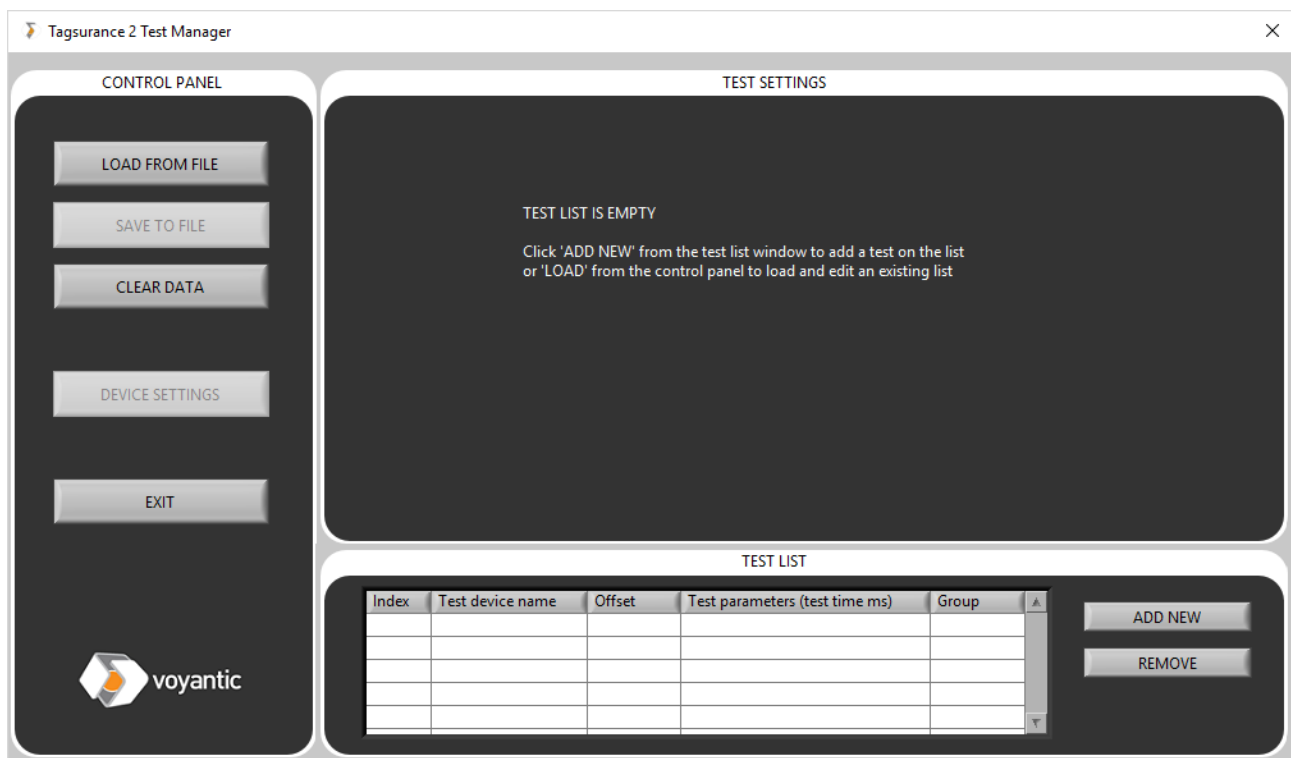 Tagsurance 2 Test Manager
CONTROL PANEL
LOAD FROM FILE
SAVE TO FILE
CLEAR DATA
DEVICE SETTINGS
EXIT
voyantic
TEST SETTINGS
TEST LIST IS EMPTY
Click 'ADD NEW' from the test list window to add a test on the list
or 'LOAD' from the control panel to load and edit an existing list
TEST LIST
Index Test device name Offset Test parameters (test time ms) Group
ADD NEW
REMOVE